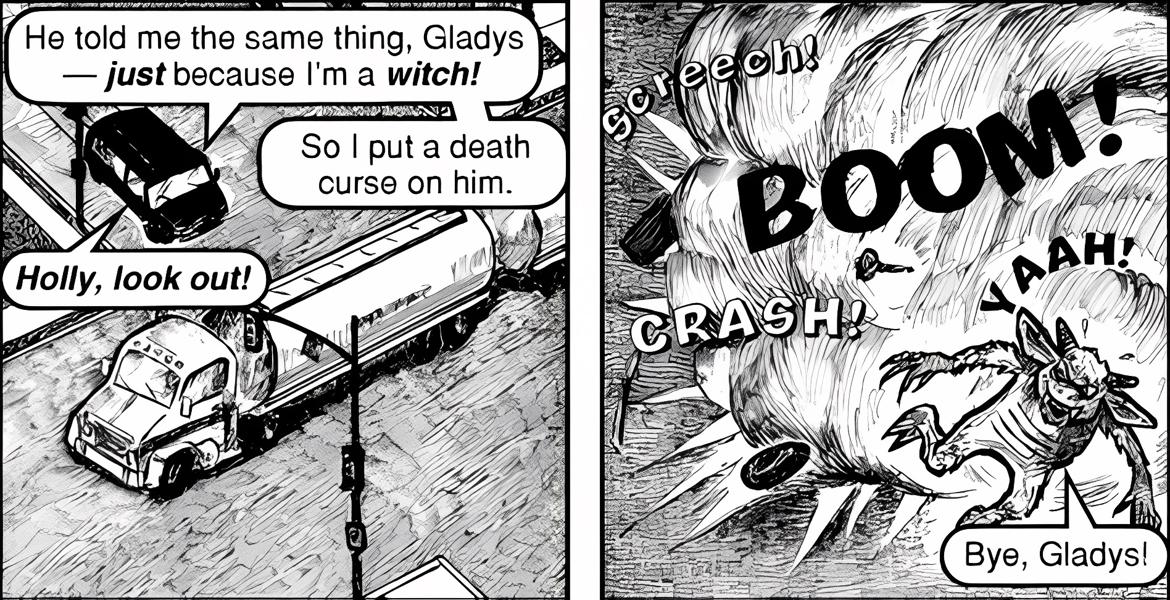 He told me the same thing, Gladys
— just because I'm a witch!
So I put a death
curse on him.
Holly, look out!
Screech!
BOOM!
CRASH!
YAAH!
Bye, Gladys!